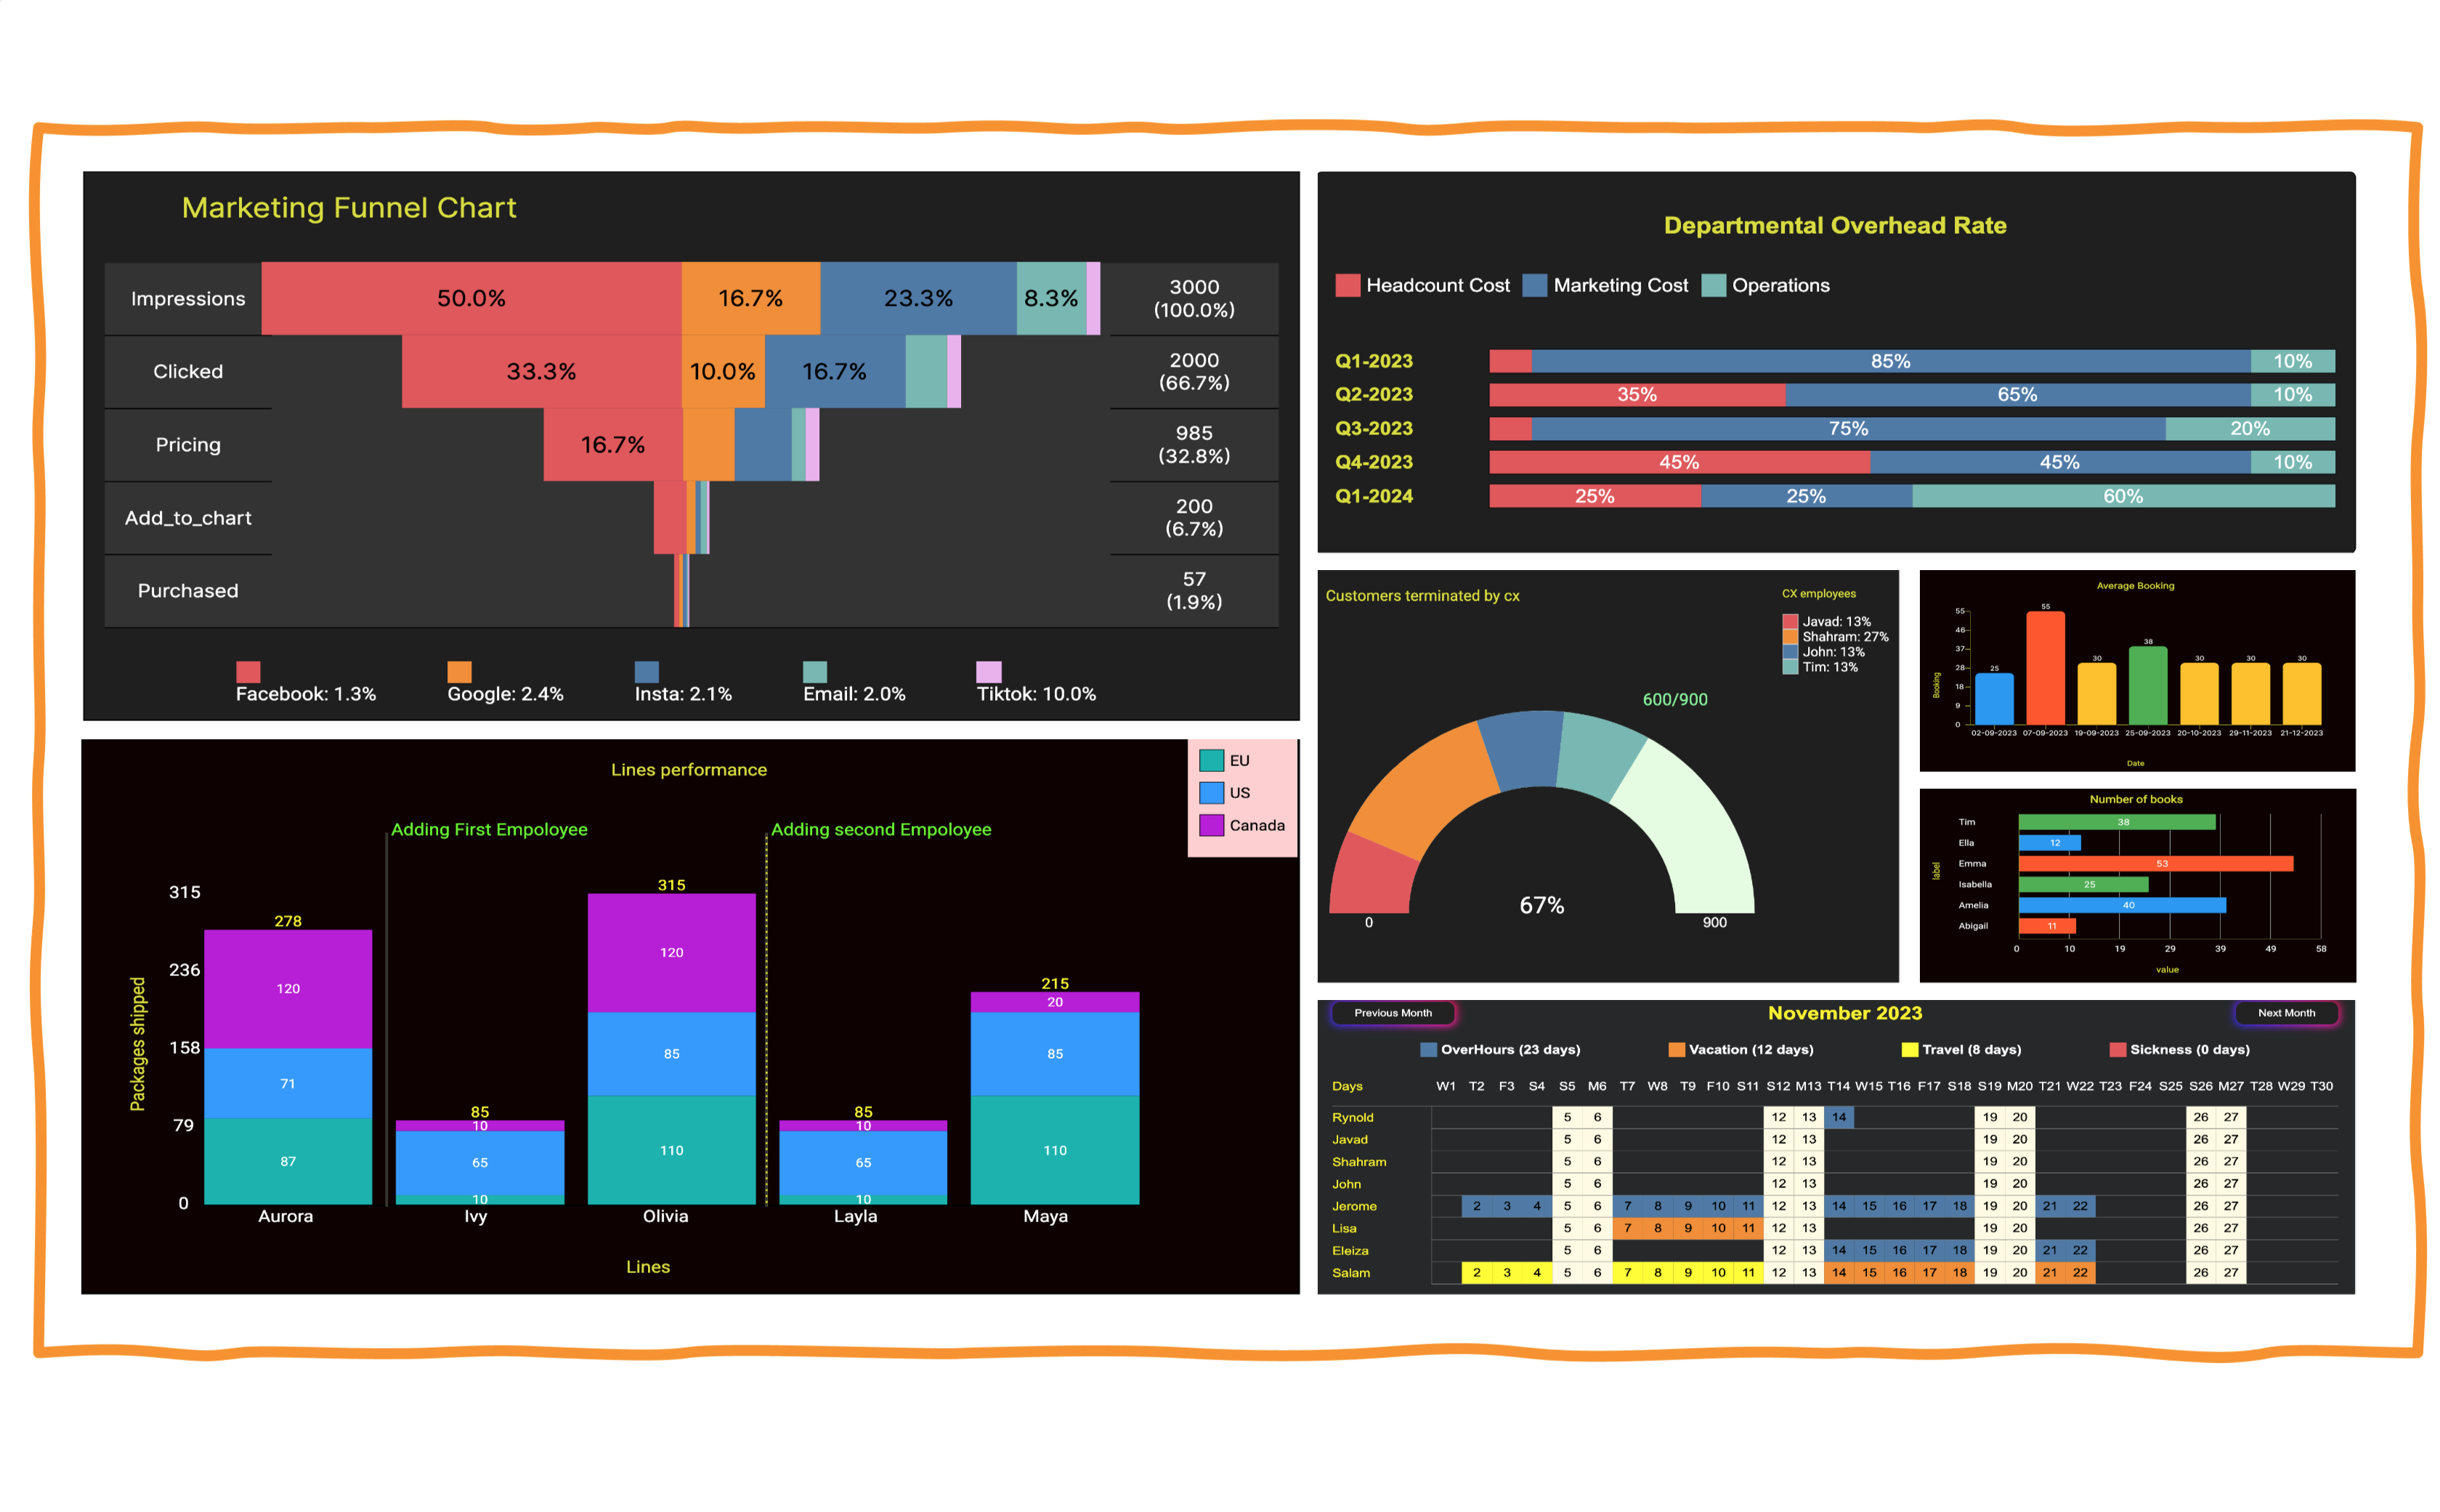 Marketing Funnel Chart
Impressions 50.0% 16.7% 23.3% 8.3% 3000
(100.0%)
Clicked 33.3% 10.0% 16.7% 2000
(66.7%)
Pricing 16.7% 985
(32.8%)
Add_to_chart 200
(6.7%)
Purchased 57
(1.9%)
Facebook: 1.3% Google: 2.4% Insta: 2.1% Email: 2.0% Tiktok: 10.0%
Departmental Overhead Rate
Headcount Cost Marketing Cost Operations
Q1-2023 85% 10%
Q2-2023 35% 65% 10%
Q3-2023 75% 20%
Q4-2023 45% 45% 10%
Q1-2024 25% 25% 60%
Customers terminated by cx
CX employees
Javad: 13%
Shahram: 27%
John: 13%
Tim: 13%
600/900
67%
0 900
Average Booking
Booking
55
46
37
28
18
9
0
25 55 30 38 30 30 30
02-09-2023 07-09-2023 19-09-2023 25-09-2023 20-10-2023 29-11-2023 21-12-2023
Date
Number of books
label
Tim 38
Ella 12
Emma 53
Isabella 25
Amelia 40
Abigail 11
0 10 19 29 39 49 58
value
Lines performance
EU
US
Canada
Adding First Empoloyee Adding second Empoloyee
Packages shipped
315
236
158
79
0
278 85 315 85 215
120 10 120 10 20
71 65 85 65 85
87 10 110 10 110
Aurora Ivy Olivia Layla Maya
Lines
Previous Month November 2023 Next Month
OverHours (23 days) Vacation (12 days) Travel (8 days) Sickness (0 days)
Days W1 T2 F3 S4 S5 M6 T7 W8 T9 F10 S11 S12 M13 T14 W15 T16 F17 S18 S19 M20 T21 W22 T23 F24 S25 S26 M27 T28 W29 T30
Rynold 5 6 12 13 14 19 20 26 27
Javad 5 6 12 13 19 20 26 27
Shahram 5 6 12 13 19 20 26 27
John 5 6 12 13 19 20 26 27
Jerome 2 3 4 5 6 7 8 9 10 11 12 13 14 15 16 17 18 19 20 21 22 26 27
Lisa 5 6 7 8 9 10 11 12 13 19 20 26 27
Eleiza 5 6 12 13 14 15 16 17 18 19 20 21 22 26 27
Salam 2 3 4 5 6 7 8 9 10 11 12 13 14 15 16 17 18 19 20 21 22 26 27